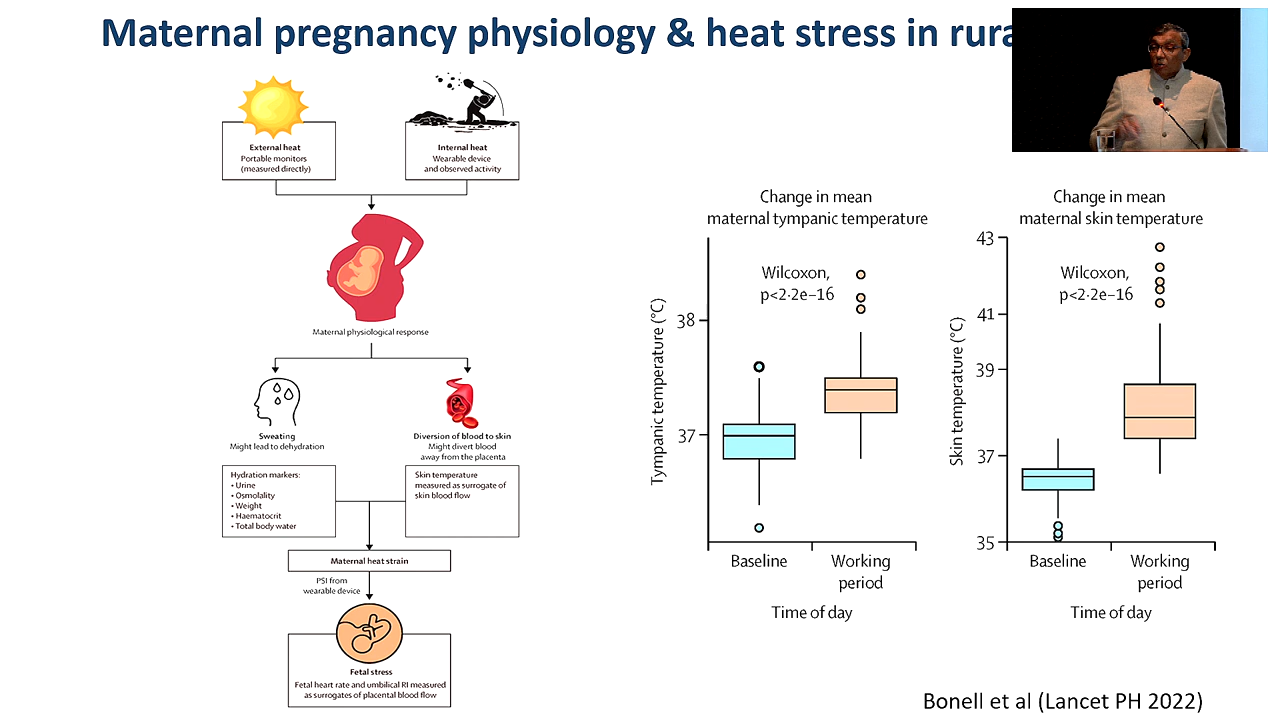 Maternal pregnancy physiology & heat stress in rura
External heat
Portable monitors
(measured directly)
Internal heat
Wearable device
and observed activity
Maternal physiological response
Sweating
Might lead to dehydration
Diversion of blood to skin
Might divert blood
away from the placenta
Hydration markers:
• Urine
• Osmolality
• Weight
• Haematocrit
• Total body water
Skin temperature
measured as surrogate of
skin blood flow
Maternal heat strain
PSI from
wearable device
Fetal stress
Fetal heart rate and umbilical RI measured
as surrogates of placental blood flow
Change in mean
maternal tympanic temperature
Wilcoxon,
p<2·2e−16
Tympanic temperature (°C)
38
37
Baseline
Working
period
Time of day
Change in mean
maternal skin temperature
Wilcoxon,
p<2·2e−16
Skin temperature (°C)
43
41
39
37
35
Baseline
Working
period
Time of day
Bonell et al (Lancet PH 2022)